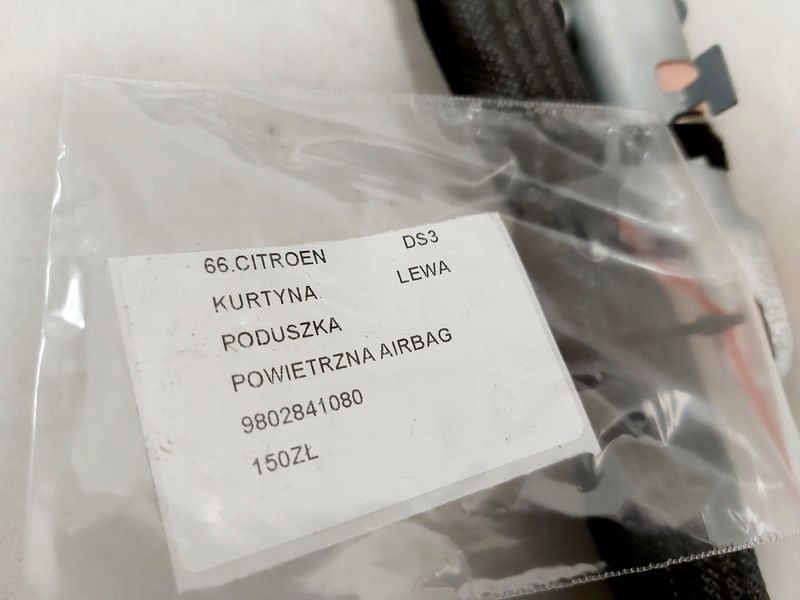 66.CITROEN DS3
KURTYNA LEWA
PODUSZKA
POWIETRZNA AIRBAG
9802841080
150ZŁ